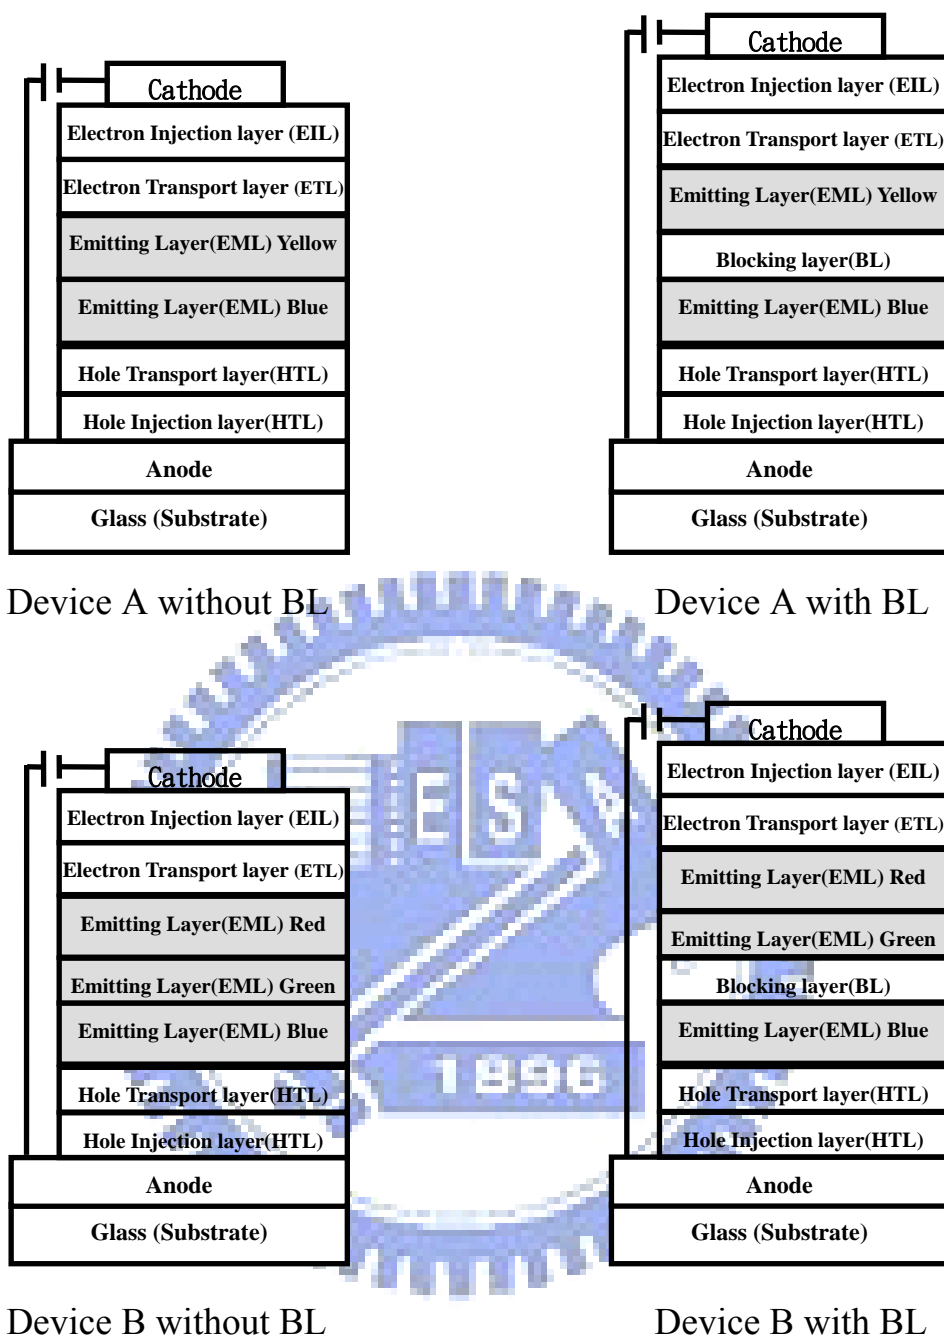 Cathode
Electron Injection layer (EIL)
Electron Transport layer (ETL)
Emitting Layer(EML) Yellow
Emitting Layer(EML) Blue
Hole Transport layer(HTL)
Hole Injection layer(HTL)
Anode
Glass (Substrate)
Device A without BL
Cathode
Electron Injection layer (EIL)
Electron Transport layer (ETL)
Emitting Layer(EML) Yellow
Blocking layer(BL)
Emitting Layer(EML) Blue
Hole Transport layer(HTL)
Hole Injection layer(HTL)
Anode
Glass (Substrate)
Device A with BL
Cathode
Electron Injection layer (EIL)
Electron Transport layer (ETL)
Emitting Layer(EML) Red
Emitting Layer(EML) Green
Emitting Layer(EML) Blue
Hole Transport layer(HTL)
Hole Injection layer(HTL)
Anode
Glass (Substrate)
Device B without BL
Cathode
Electron Injection layer (EIL)
Electron Transport layer (ETL)
Emitting Layer(EML) Red
Emitting Layer(EML) Green
Blocking layer(BL)
Emitting Layer(EML) Blue
Hole Transport layer(HTL)
Hole Injection layer(HTL)
Anode
Glass (Substrate)
Device B with BL
ES
1896